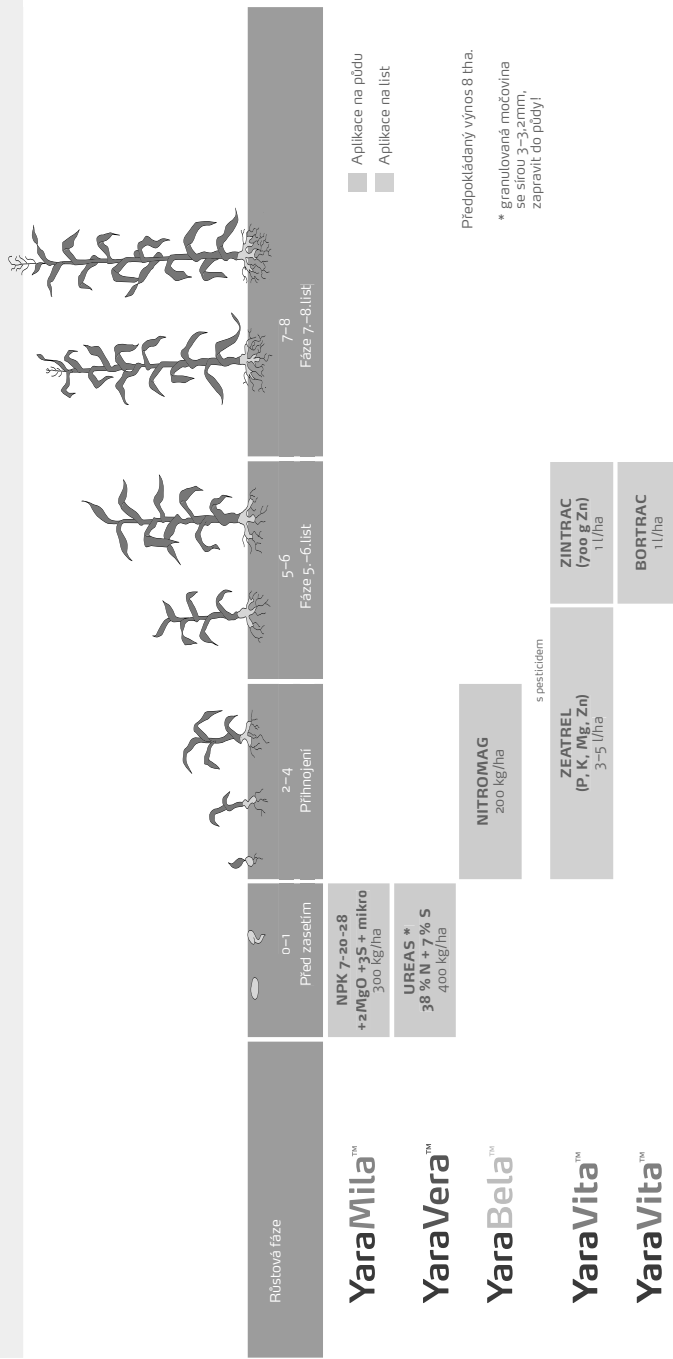 Růstová fáze
0–1
Před zasetím
2–4
Přihnojení
5–6
Fáze 5.–6.list
7–8
Fáze 7.–8.list
YaraMila™
NPK 7-20-28
+2MgO +3S + mikro
300 kg/ha
YaraVera™
UREAS *
38 % N + 7 % S
400 kg/ha
YaraBela™
NITROMAG
200 kg/ha
s pesticidem
YaraVita™
ZEATREL
(P, K, Mg, Zn)
3–5 l/ha
ZINTRAC
(700 g Zn)
1 l/ha
YaraVita™
BORTRAC
1 l/ha
Aplikace na půdu
Aplikace na list
Předpokládaný výnos 8 tha.
* granulovaná močovina
se sírou 3–3,2mm,
zapravit do půdy!